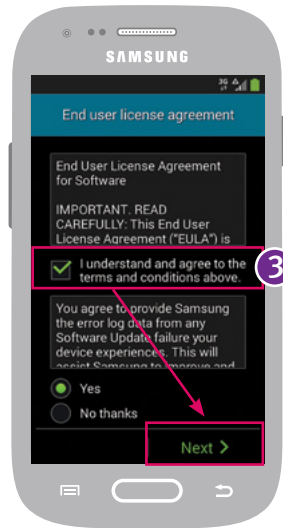 SAMSUNG
3G
End user license agreement
End User License Agreement
for Software
IMPORTANT. READ
CAREFULLY: This End User
License Agreement ("EULA") is
I understand and agree to the
terms and conditions above.
3
You agree to provide Samsung
the error log data from any
Software Update failure your
device experiences. This will
assist Samsung to improve and
Yes
No thanks
Next >